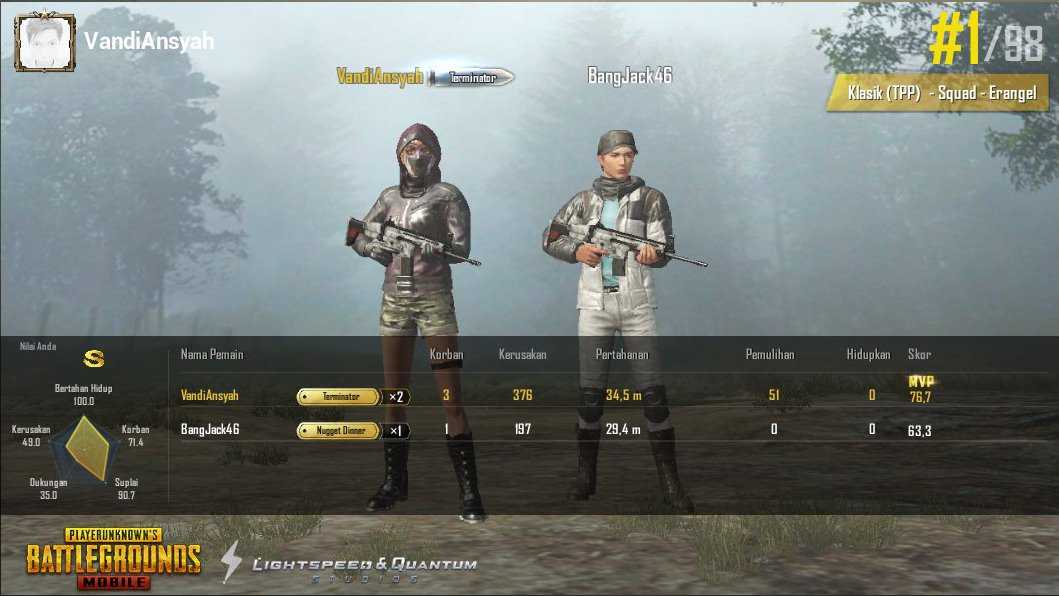 VandiAnsyah
#1/98
VandiAnsyah Terminator
BangJack46
Klasik (TPP) - Squad - Erangel
Nilai Anda
S
Bertahan Hidup
100.0
Kerusakan
49.0
Korban
71.4
Dukungan
35.0
Suplai
90.7
Nama Pemain Korban Kerusakan Pertahanan Pemulihan Hidupkan Skor
MVP
VandiAnsyah Terminator ×2 3 376 34,5 m 51 0 76,7
BangJack46 Nugget Dinner ×1 1 197 29,4 m 0 0 63,3
PLAYERUNKNOWN'S
BATTLEGROUNDS
MOBILE
LIGHTSPEED & QUANTUM
STUDIOS